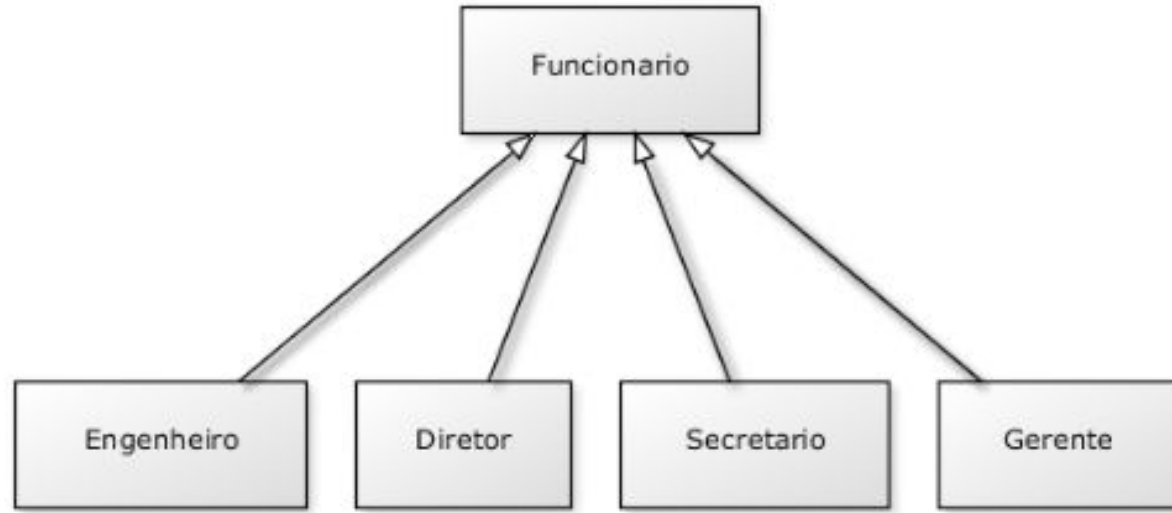 Funcionario
Engenheiro
Diretor
Secretario
Gerente